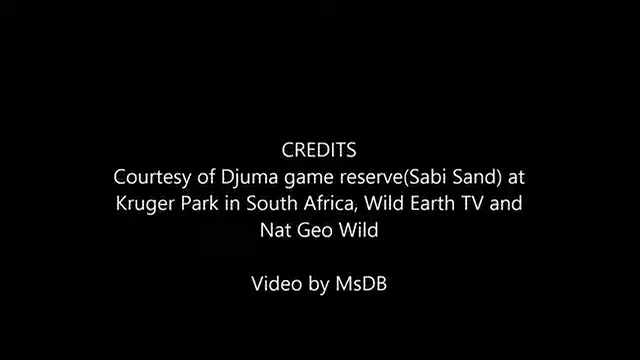 CREDITS
Courtesy of Djuma game reserve(Sabi Sand) at
Kruger Park in South Africa, Wild Earth TV and
Nat Geo Wild
Video by MsDB